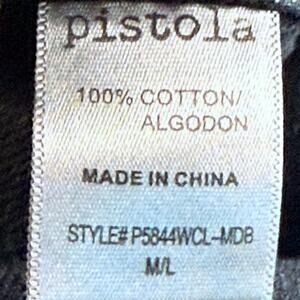 pistola
100% COTTON/
ALGODON
MADE IN CHINA
STYLE# P5844WCL-MDB
M/L